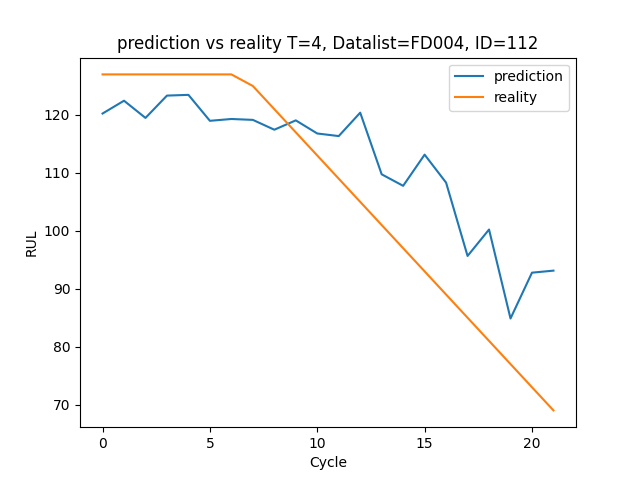 prediction vs reality T=4, Datalist=FD004, ID=112
prediction
reality
RUL
120
110
100
90
80
70
0 5 10 15 20
Cycle